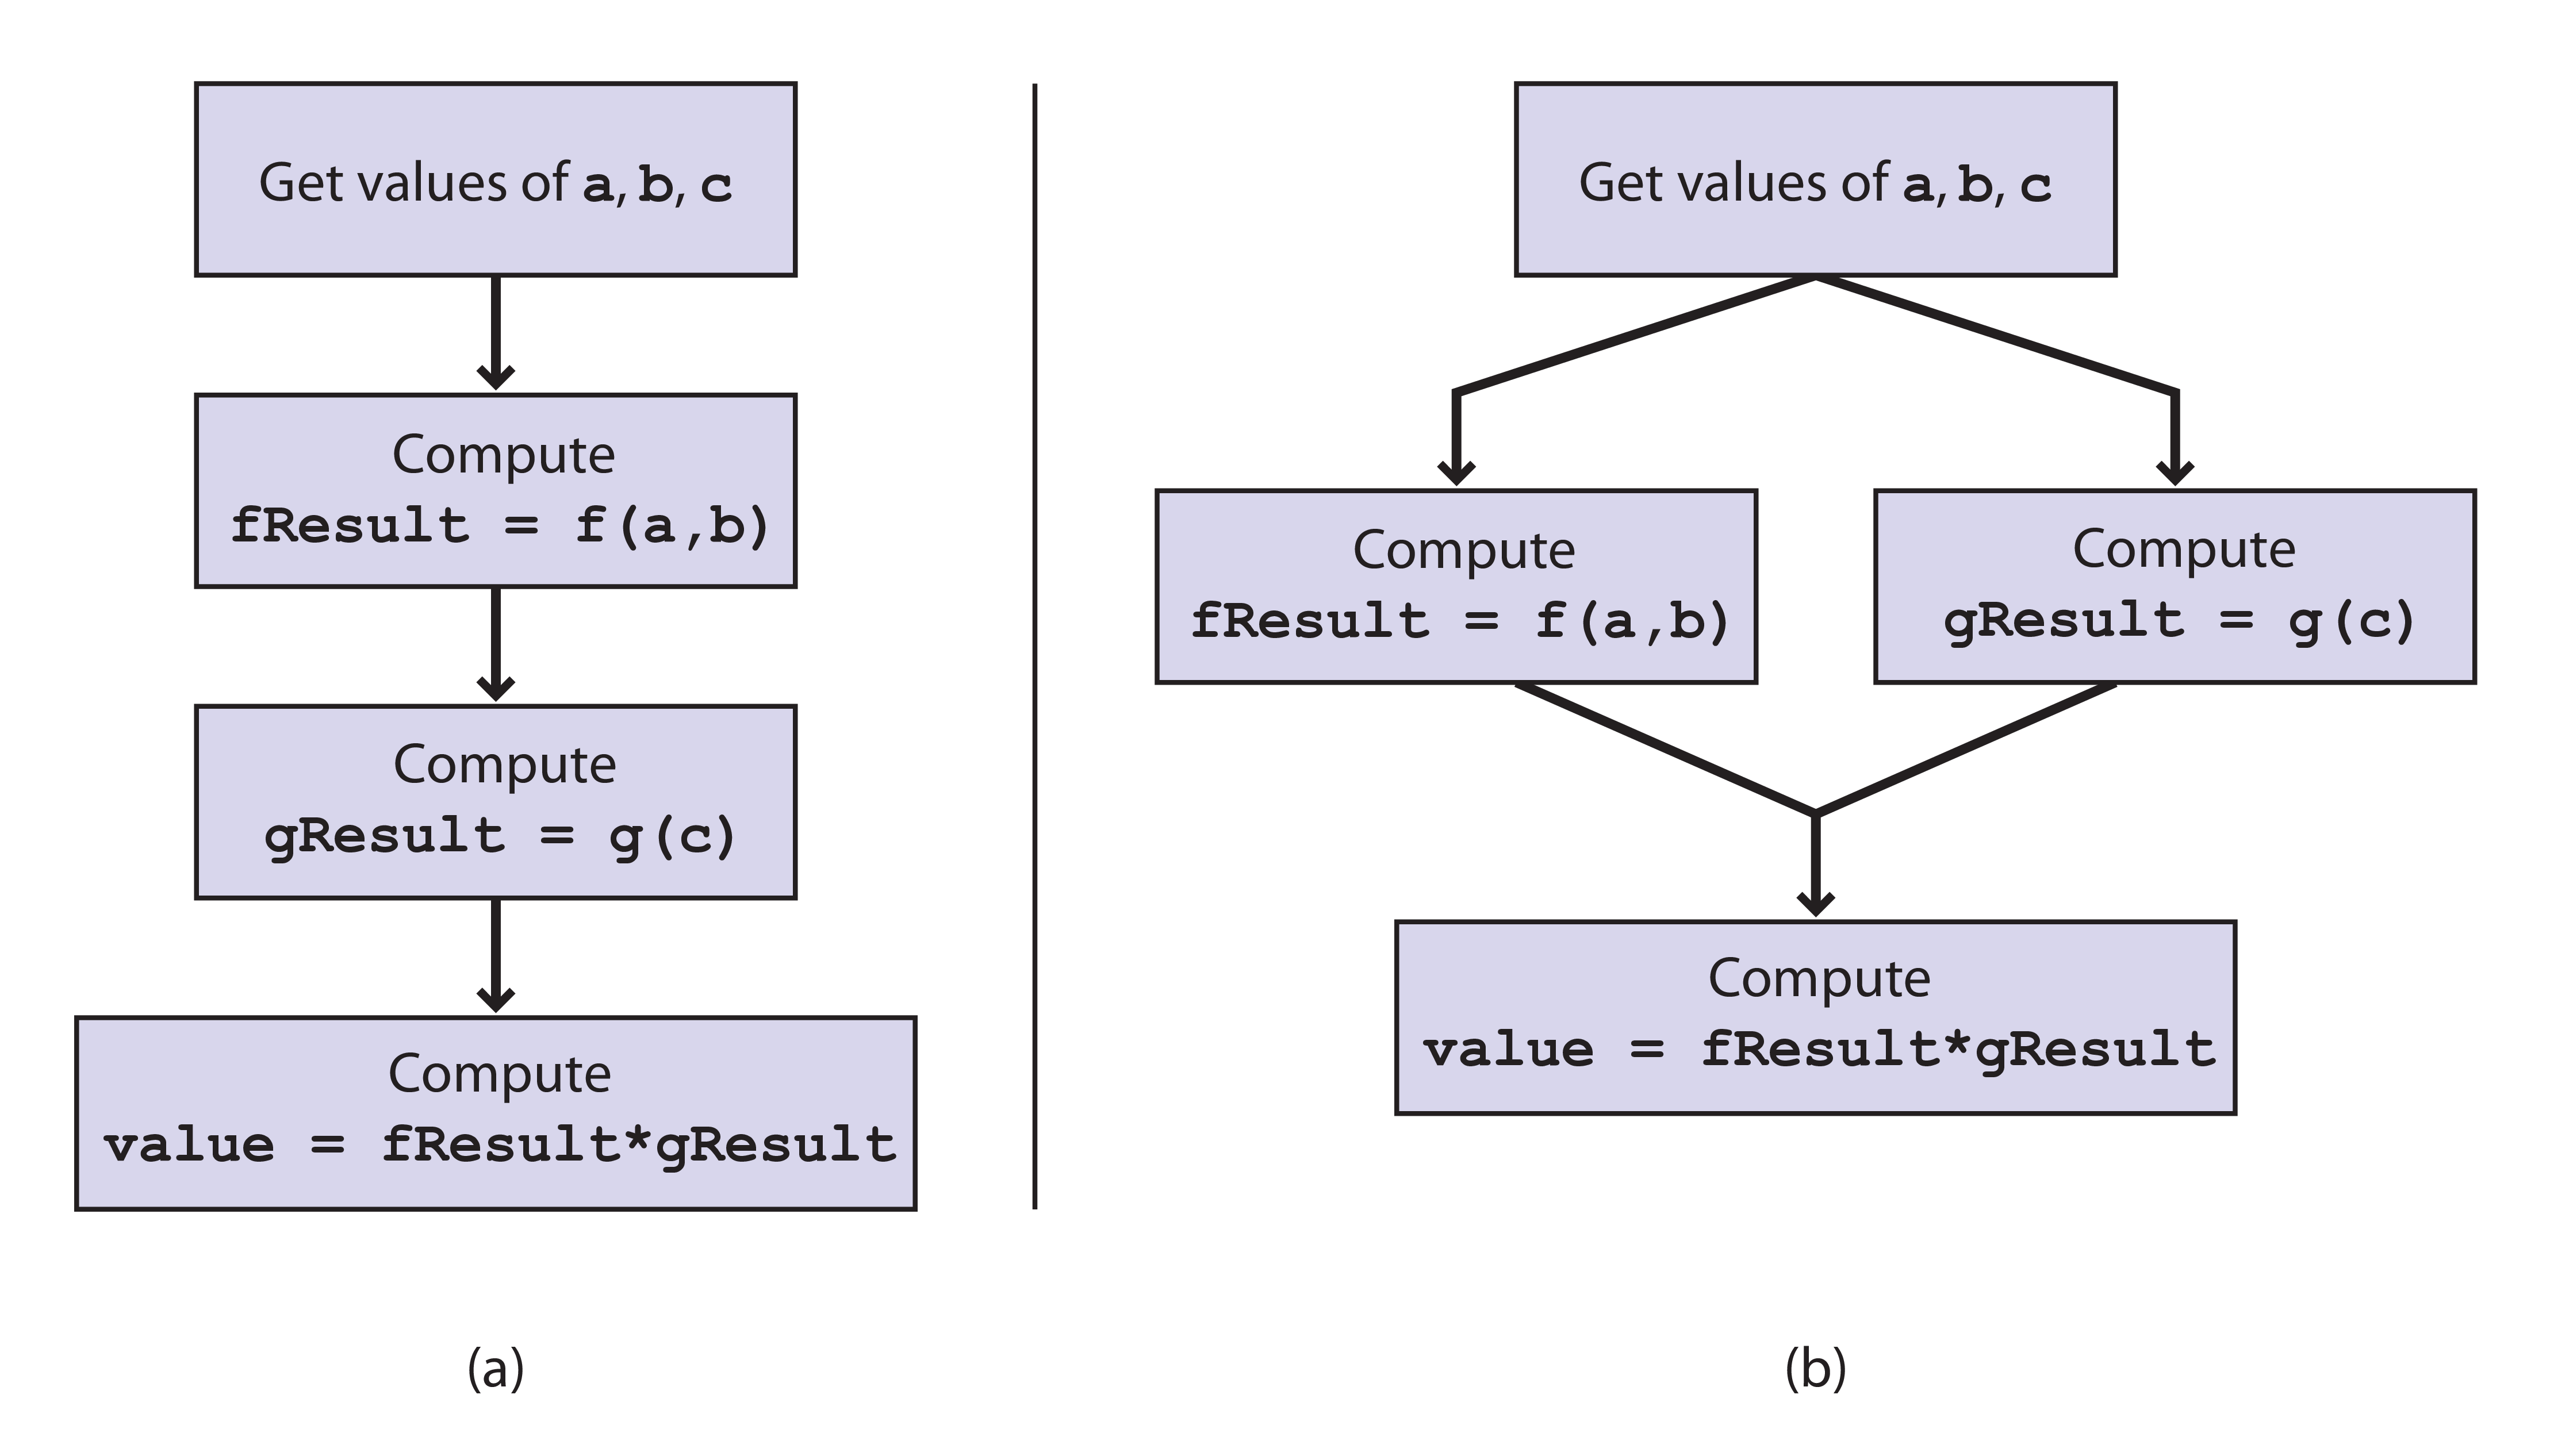 Get values of a, b, c
Compute
fResult = f(a,b)
Compute
gResult = g(c)
Compute
value = fResult*gResult
(a)
Get values of a, b, c
Compute
fResult = f(a,b)
Compute
gResult = g(c)
Compute
value = fResult*gResult
(b)